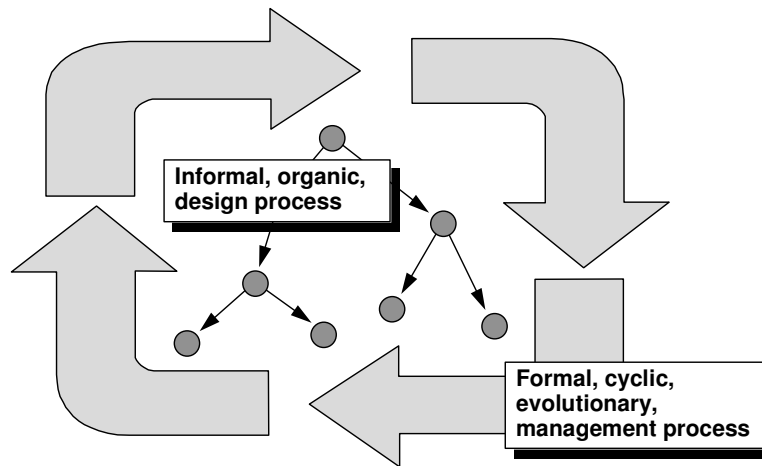 Informal, organic,
design process
Formal, cyclic,
evolutionary,
management process